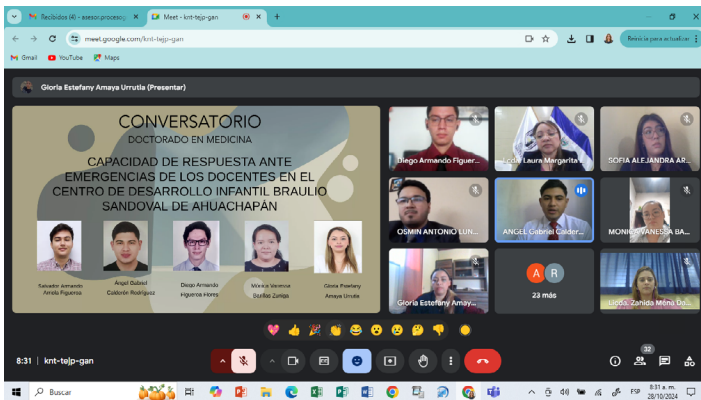 Recibidos (4) - asesor.procesoy
Meet - knt-tejp-gan
meet.google.com/knt-tejp-gan
Reinicia para actualizar
Gmail
YouTube
Maps
Gloria Estefany Amaya Urrutia (Presentar)
CONVERSATORIO
DOCTORADO EN MEDICINA
CAPACIDAD DE RESPUESTA ANTE
EMERGENCIAS DE LOS DOCENTES EN EL
CENTRO DE DESARROLLO INFANTIL BRAULIO
SANDOVAL DE AHUACHAPÁN
Salvador Armando
Arriola Figueroa
Ángel Gabriel
Calderón Rodríguez
Diego Armando
Figueroa Flores
Mónica Vanessa
Barillas Zuniga
Gloria Estefany
Amaya Urrutia
Diego Armando Figuer...
Lcda Laura Margarita
SOFIA ALEJANDRA AR...
OSMIN ANTONIO LUN...
ANGEL Gabriel Calder...
MONICA VANESSA BA...
Gloria Estefany Amay...
A R
23 más
Licda. Zahida Mena
8:31 | knt-tejp-gan
32
Buscar
ESP
8:31 a. m.
28/10/2024